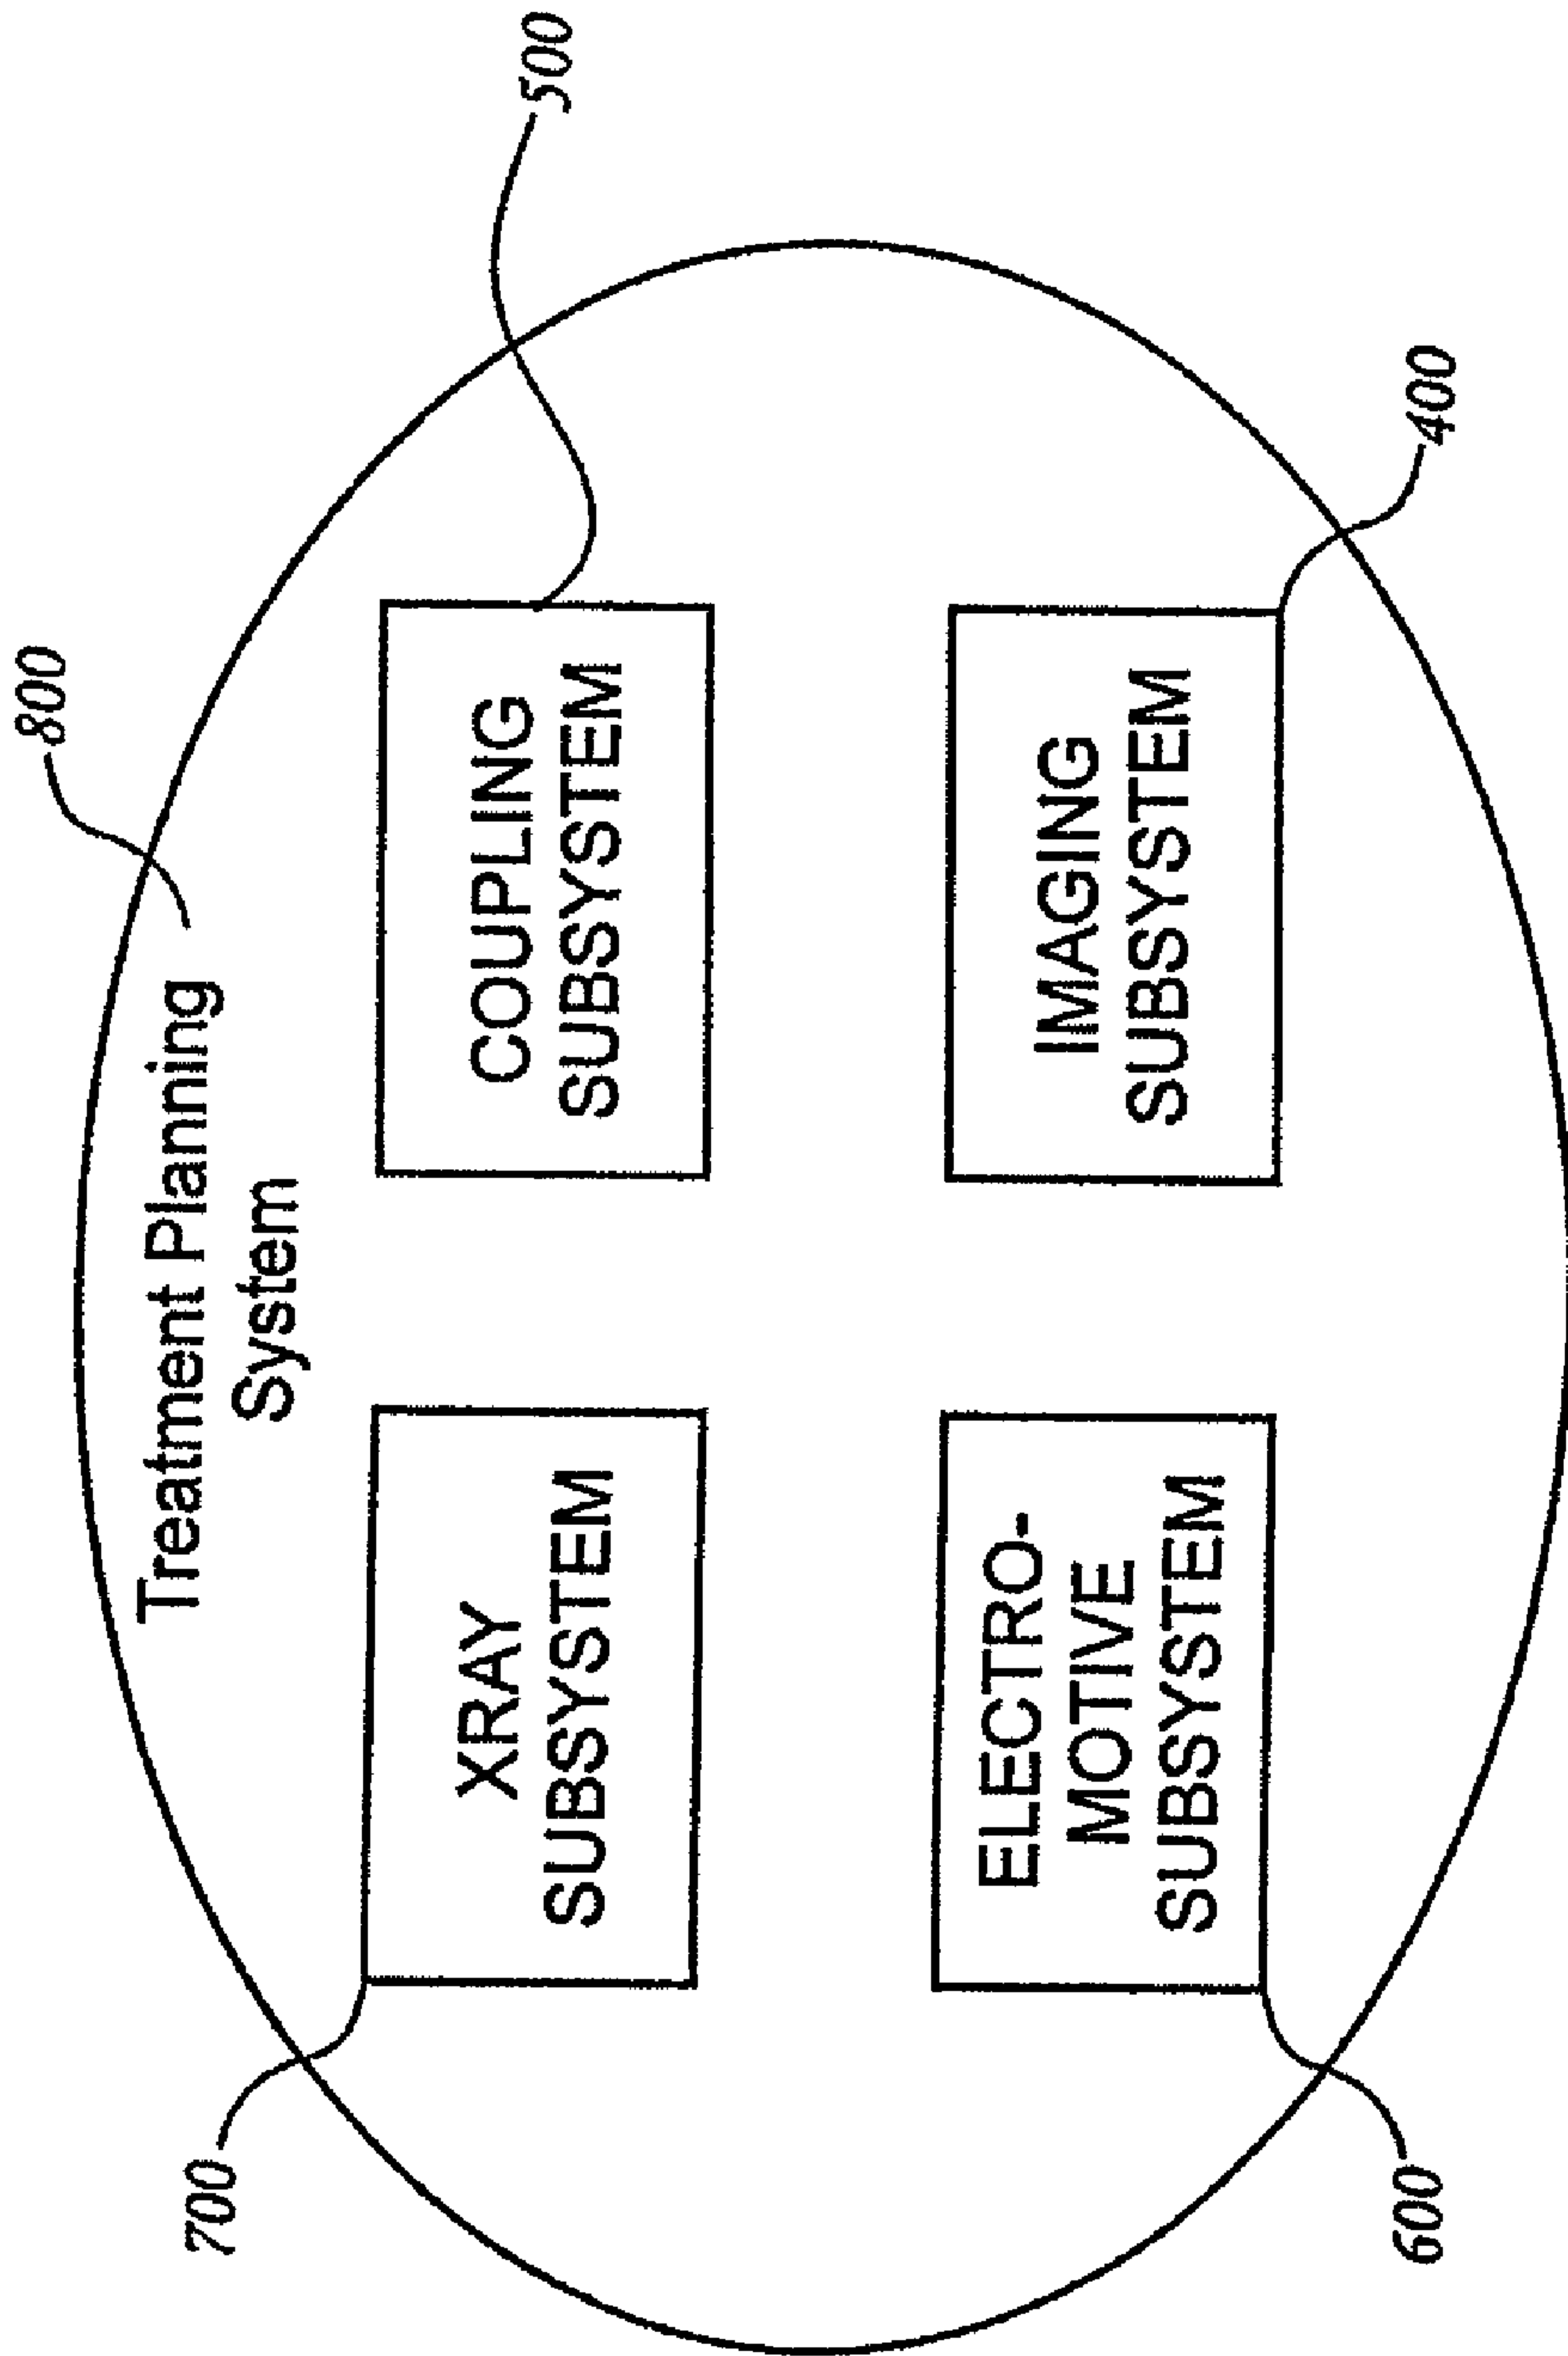 800
Treatment Planning
System
700
XRAY
SUBSYSTEM
COUPLING
SUBSYSTEM
500
ELECTRO-
MOTIVE
SUBSYSTEM
600
IMAGING
SUBSYSTEM
400